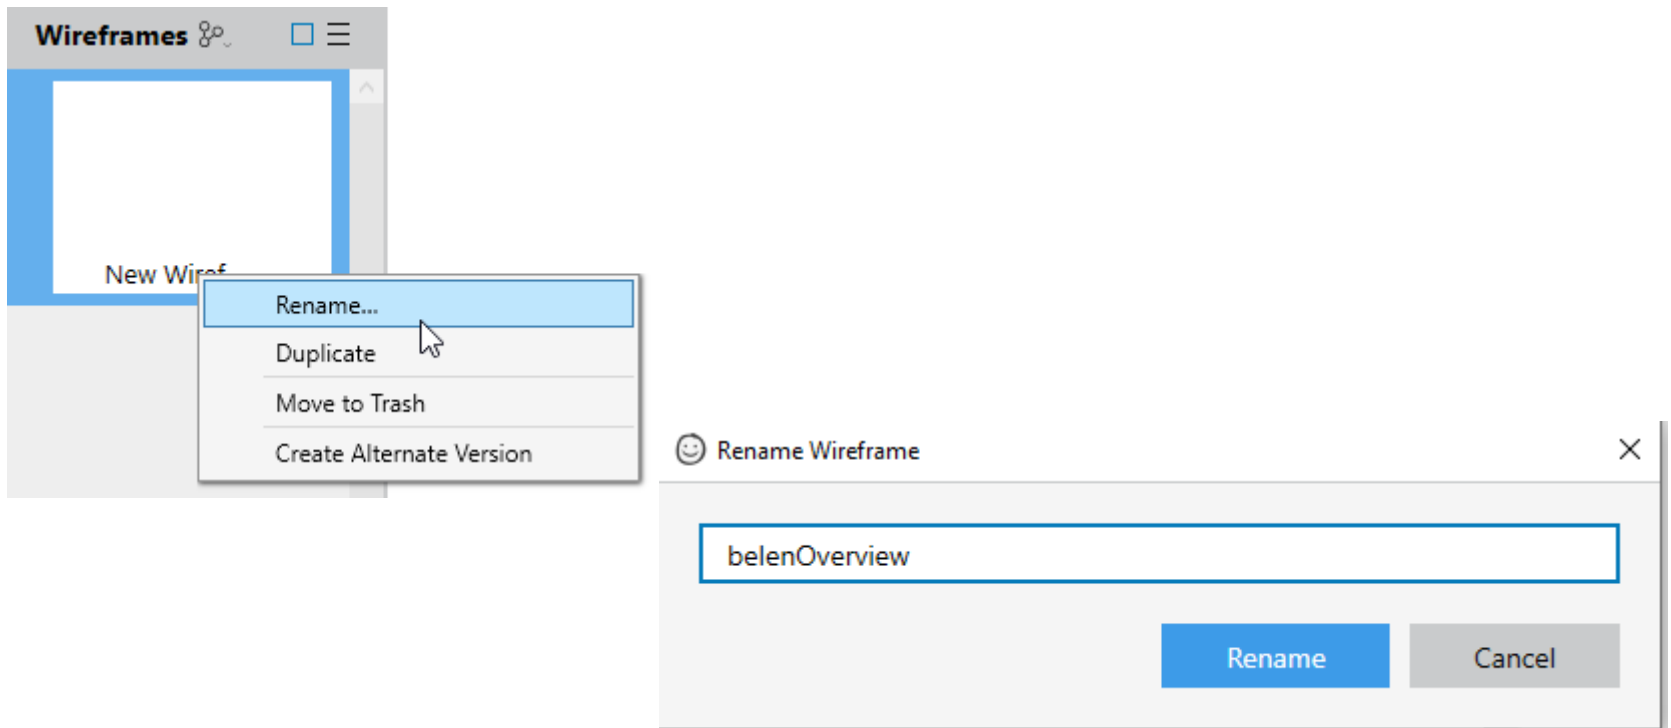 Wireframes
New Wiref
Rename...
Duplicate
Move to Trash
Create Alternate Version
Rename Wireframe
belenOverview
Rename Cancel